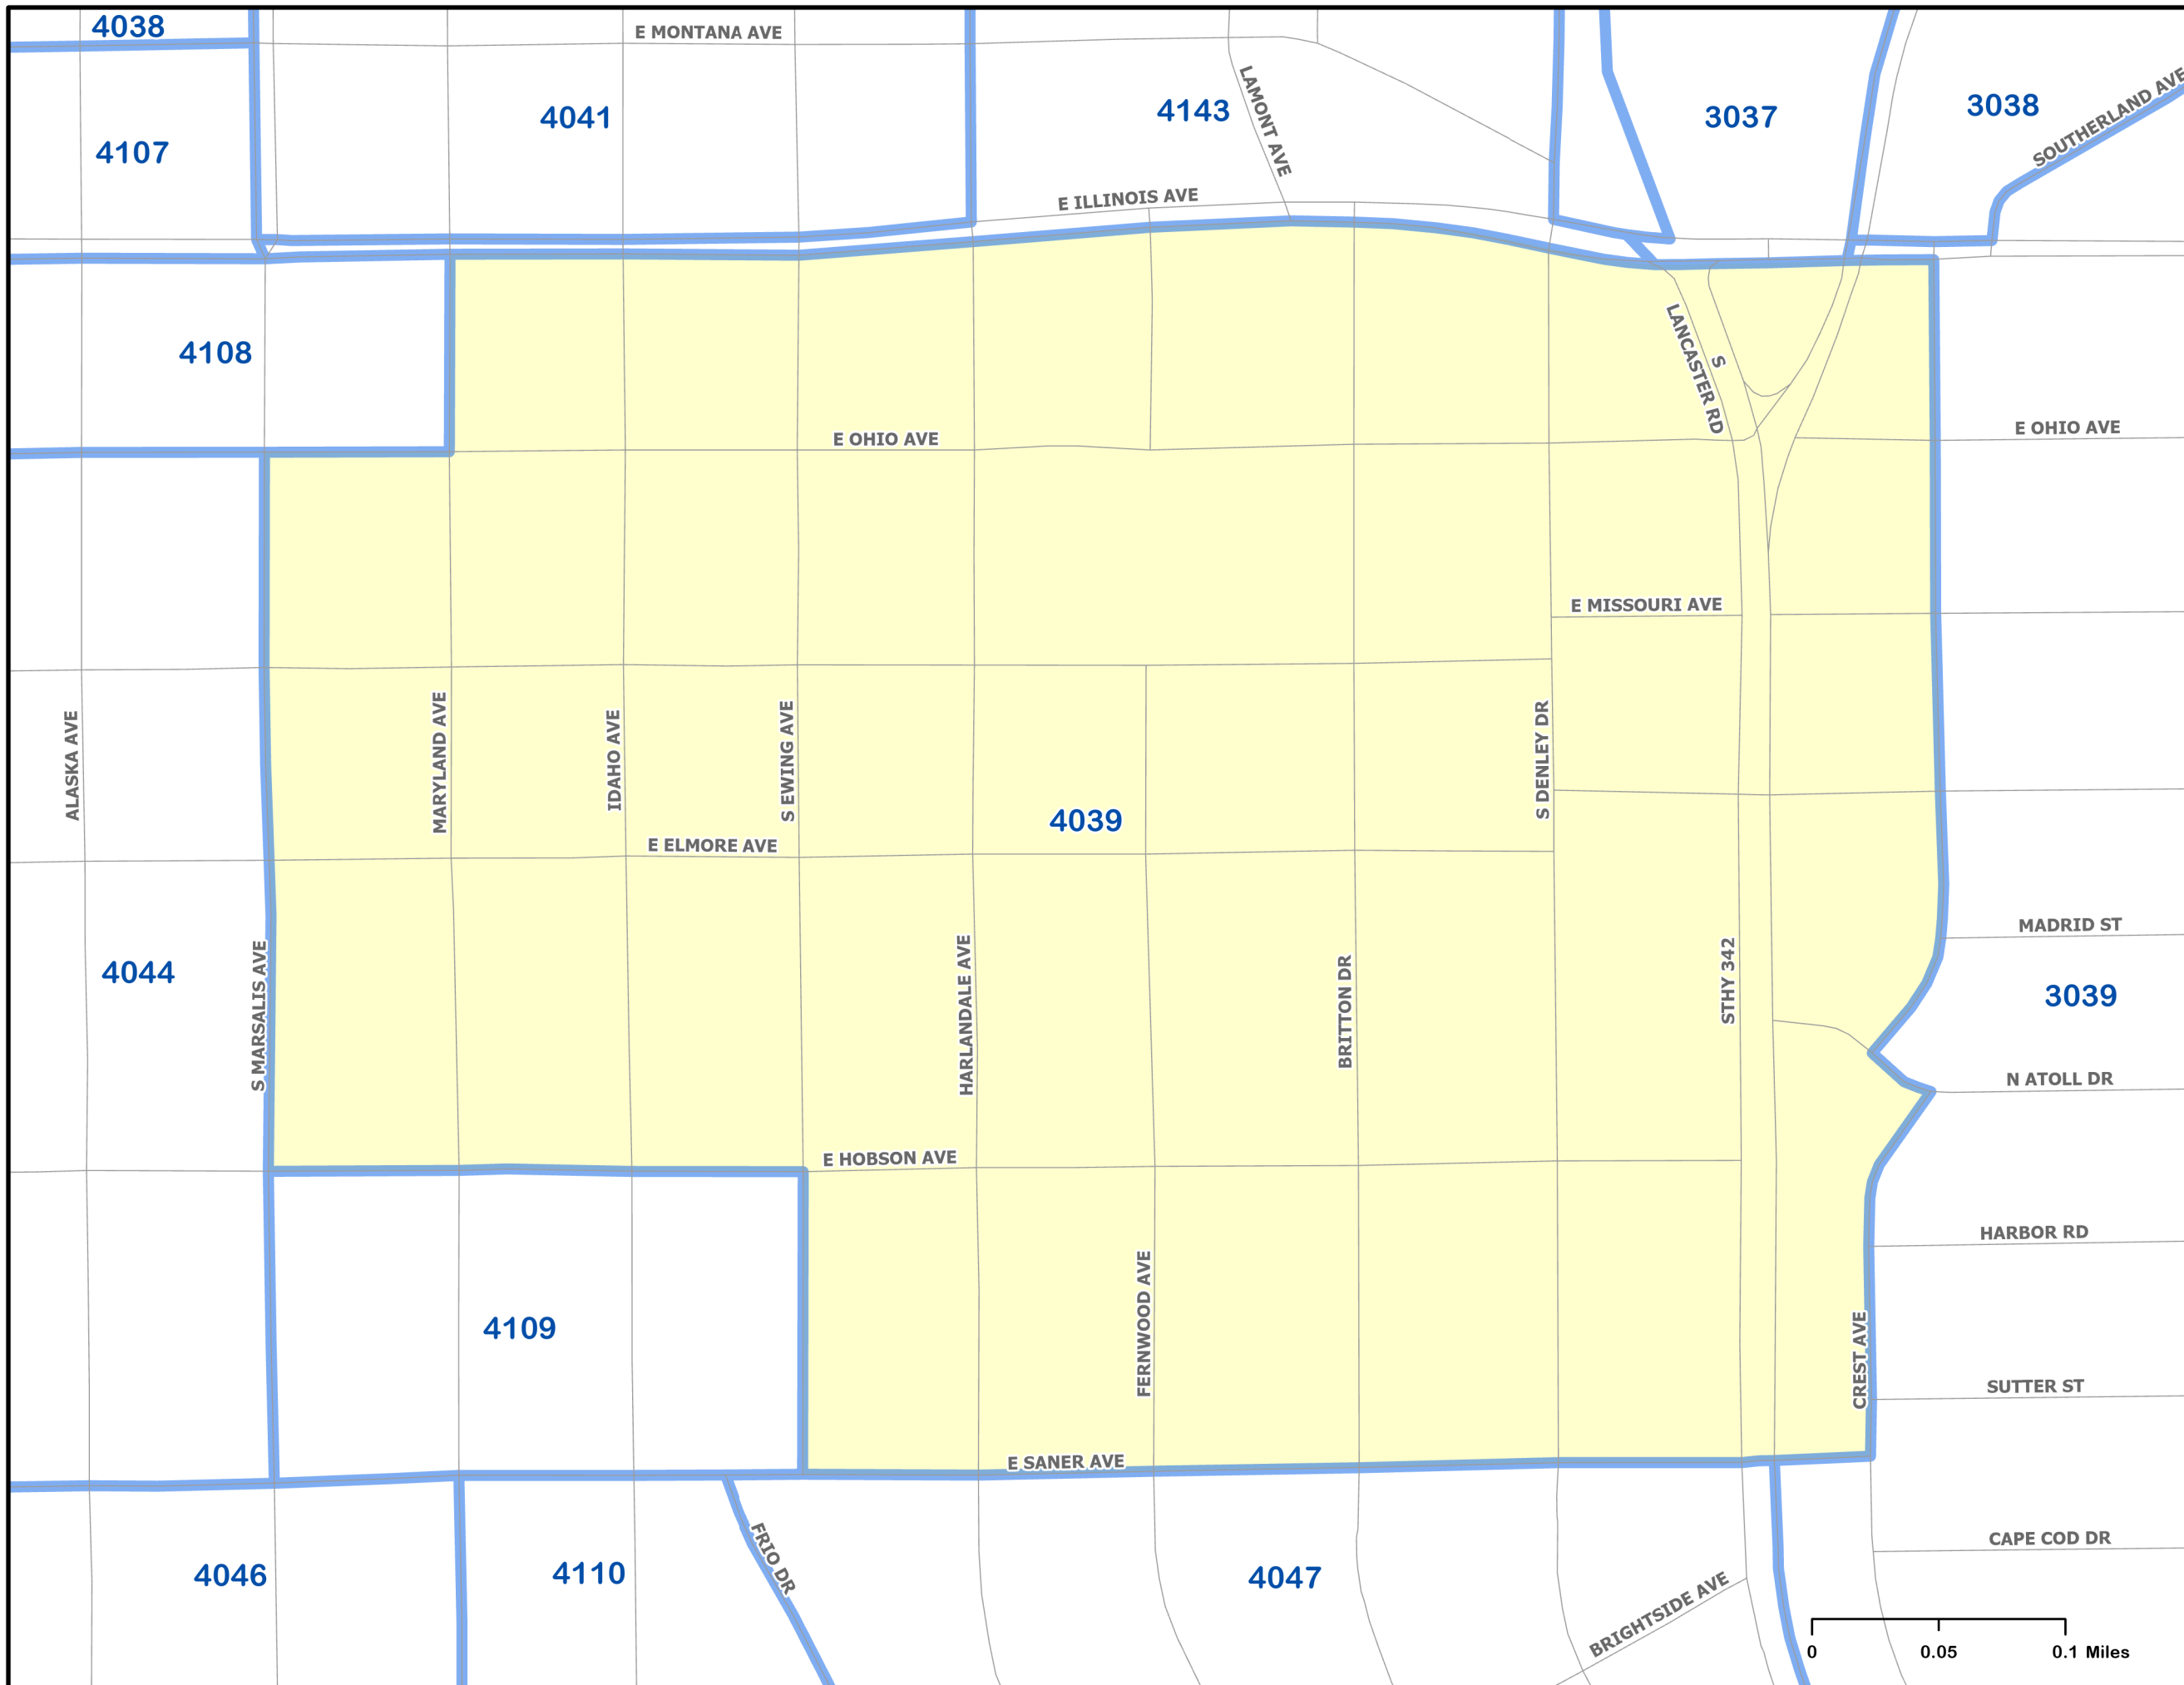 4038
E MONTANA AVE
4107
4041
4143
LAMONT AVE
3037
3038
SOUTHERLAND AVE
E ILLINOIS AVE
4108
S
LANCASTER RD
E OHIO AVE
E OHIO AVE
E MISSOURI AVE
ALASKA AVE
MARYLAND AVE
IDAHO AVE
S EWING AVE
S DENLEY DR
4039
E ELMORE AVE
4044
S MARSALIS AVE
HARLANDALE AVE
BRITTON DR
STHY 342
MADRID ST
3039
N ATOLL DR
E HOBSON AVE
HARBOR RD
4109
FERNWOOD AVE
CREST AVE
SUTTER ST
E SANER AVE
4046
4110
FRIO DR
4047
BRIGHTSIDE AVE
CAPE COD DR
0 0.05 0.1 Miles